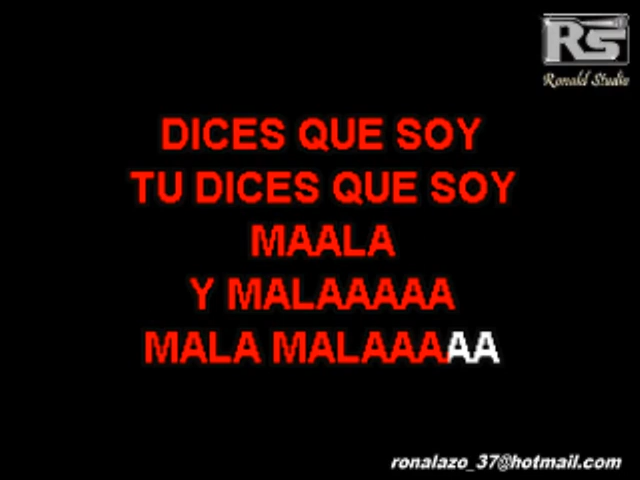 RS
Ronald Studio
DICES QUE SOY
TU DICES QUE SOY
MAALA
Y MALAAAAA
MALA MALAAAAA
ronalazo_37@hotmail.com